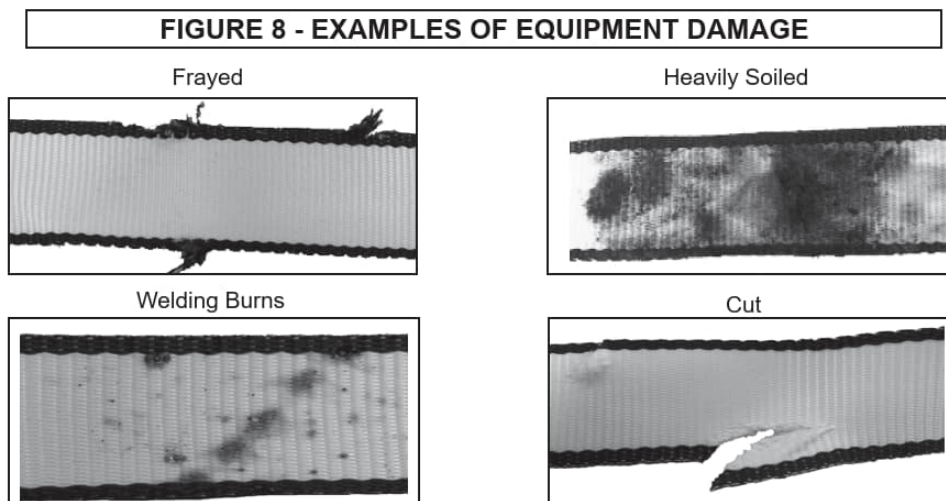 FIGURE 8 - EXAMPLES OF EQUIPMENT DAMAGE
Frayed
Heavily Soiled
Welding Burns
Cut